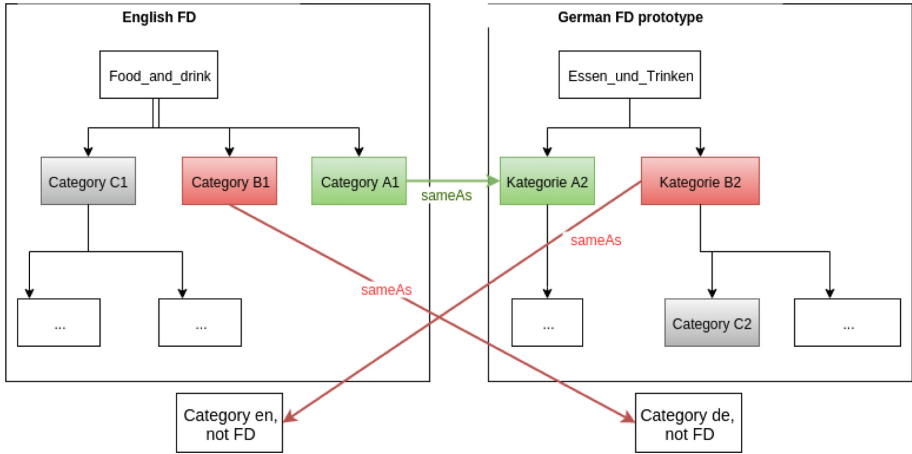 English FD
German FD prototype
Food_and_drink
Essen_und_Trinken
Category C1
Category B1
Category A1
Kategorie A2
Kategorie B2
sameAs
sameAs
sameAs
...
...
...
Category C2
...
Category en,
not FD
Category de,
not FD